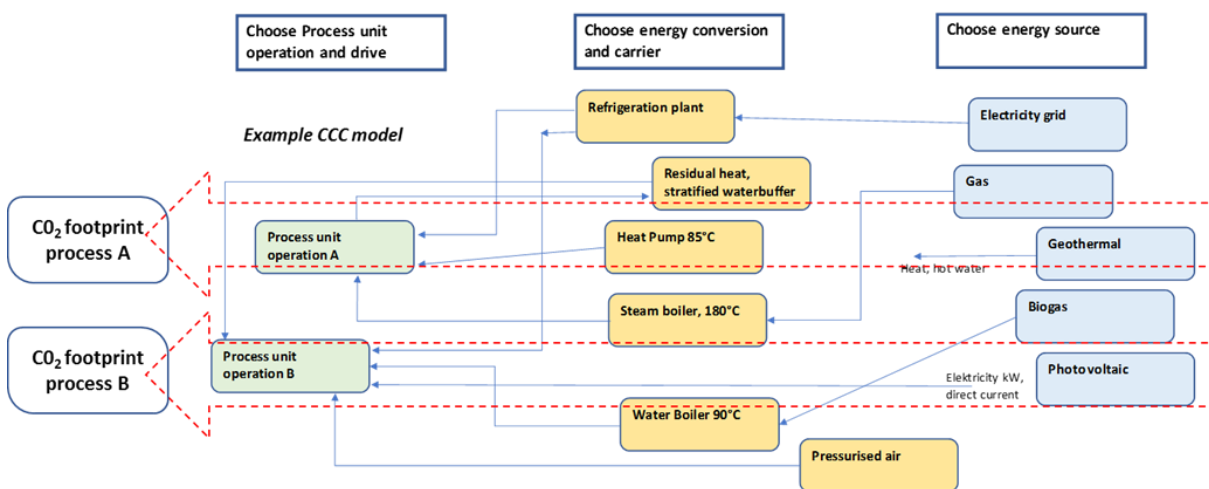 Choose Process unit
operation and drive
Choose energy conversion
and carrier
Choose energy source
Example CCC model
Refrigeration plant
Electricity grid
Residual heat,
stratified waterbuffer
Gas
C0₂ footprint
process A
Process unit
operation A
Heat Pump 85°C
Geothermal
Heat, hot water
Steam boiler, 180°C
Biogas
C0₂ footprint
process B
Process unit
operation B
Elektricity kW,
direct current
Photovoltaic
Water Boiler 90°C
Pressurised air